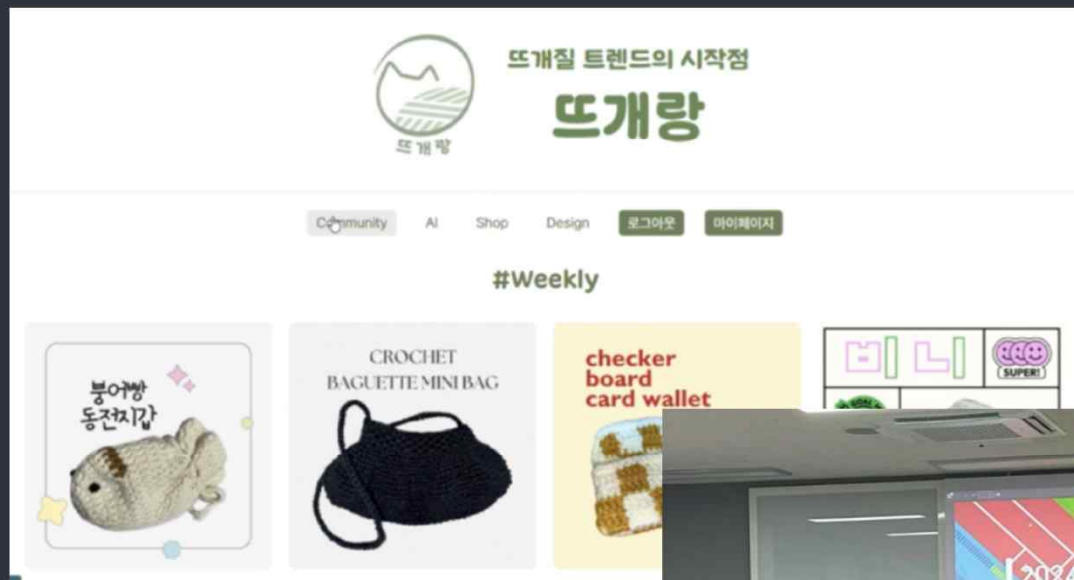 뜨개랑
뜨개질 트렌드의 시작점
뜨개랑
Community AI Shop Design 로그아웃 마이페이지
#Weekly
붕어빵
동전지갑
CROCHET
BAGUETTE MINI BAG
checker
board
card wallet
비니
SUPER!